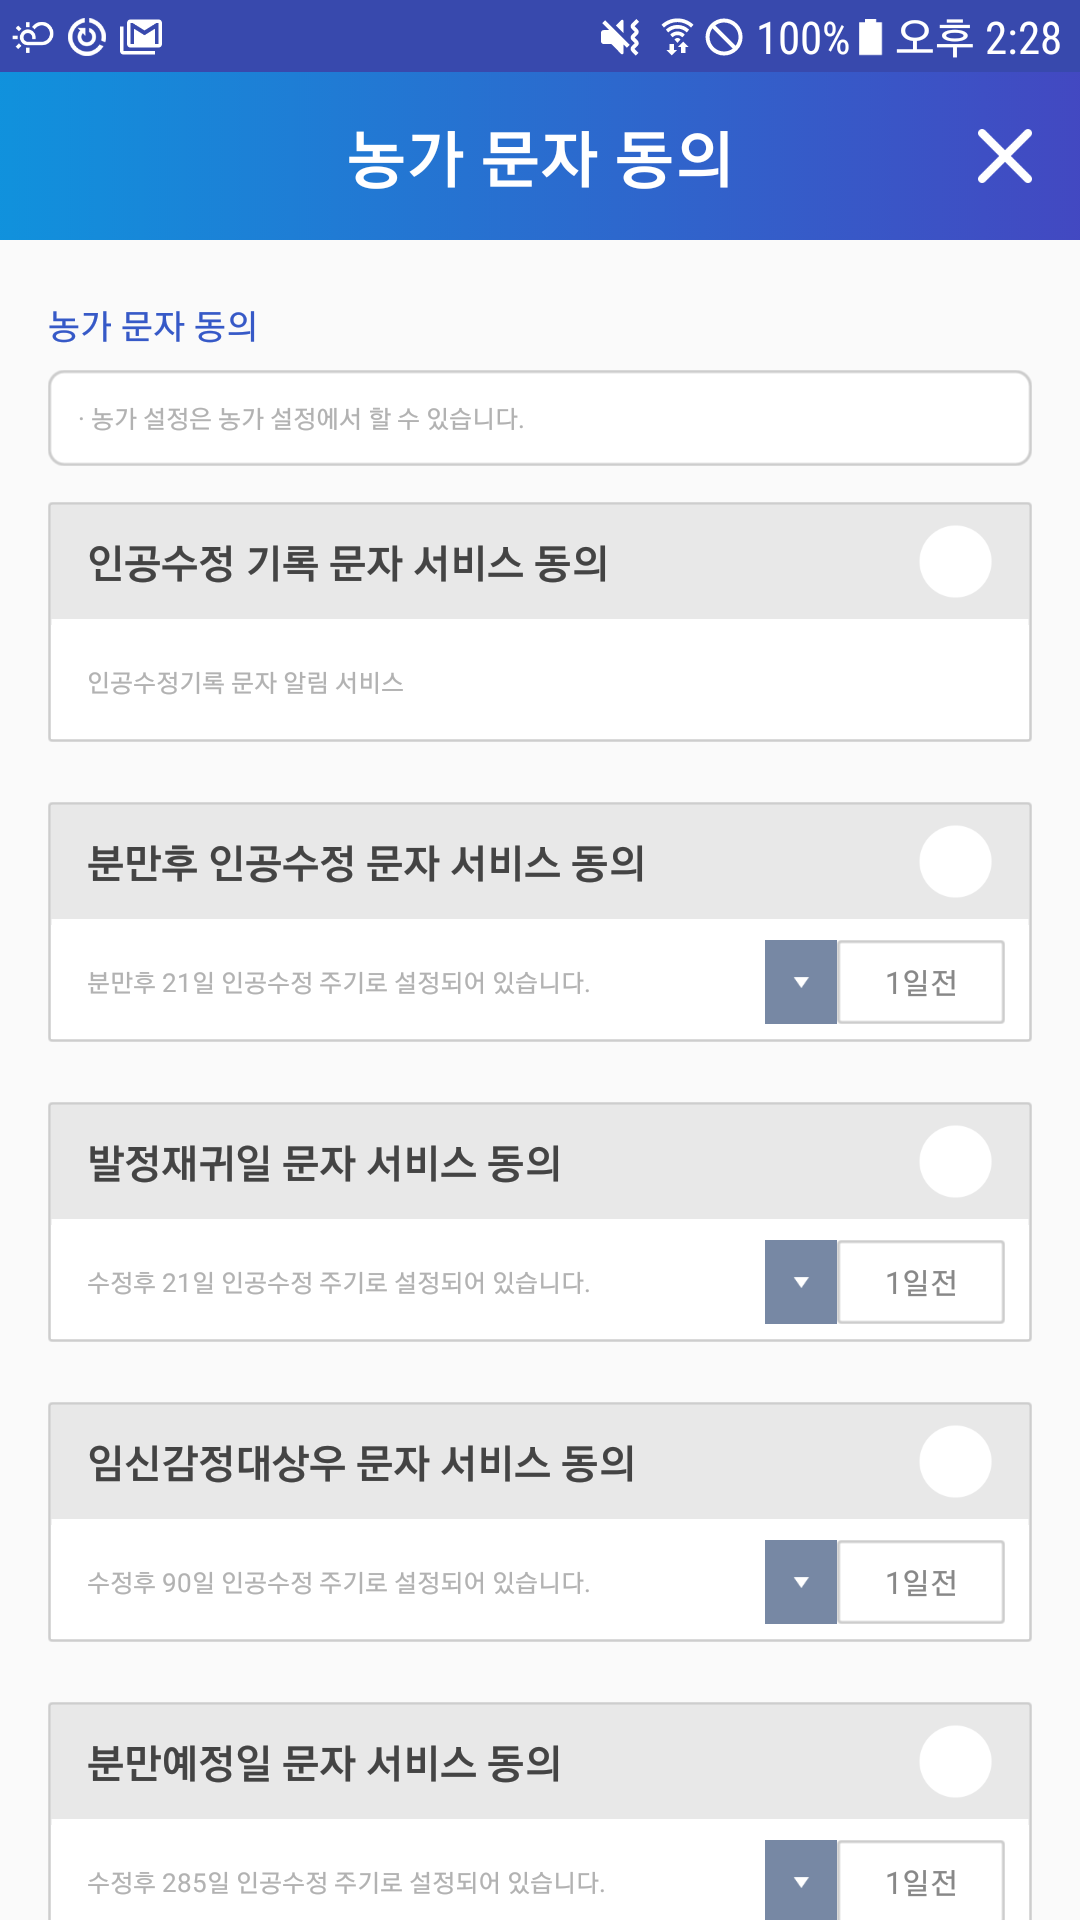 100% 오후 2:28
농가 문자 동의
농가 문자 동의
· 농가 설정은 농가 설정에서 할 수 있습니다.
인공수정 기록 문자 서비스 동의
인공수정기록 문자 알림 서비스
분만후 인공수정 문자 서비스 동의
분만후 21일 인공수정 주기로 설정되어 있습니다. 1일전
발정재귀일 문자 서비스 동의
수정후 21일 인공수정 주기로 설정되어 있습니다. 1일전
임신감정대상우 문자 서비스 동의
수정후 90일 인공수정 주기로 설정되어 있습니다. 1일전
분만예정일 문자 서비스 동의
수정후 285일 인공수정 주기로 설정되어 있습니다. 1일전